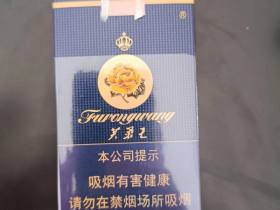 ®
Furongwang
芙蓉王
本公司提示
吸烟有害健康
请勿在禁烟场所吸烟